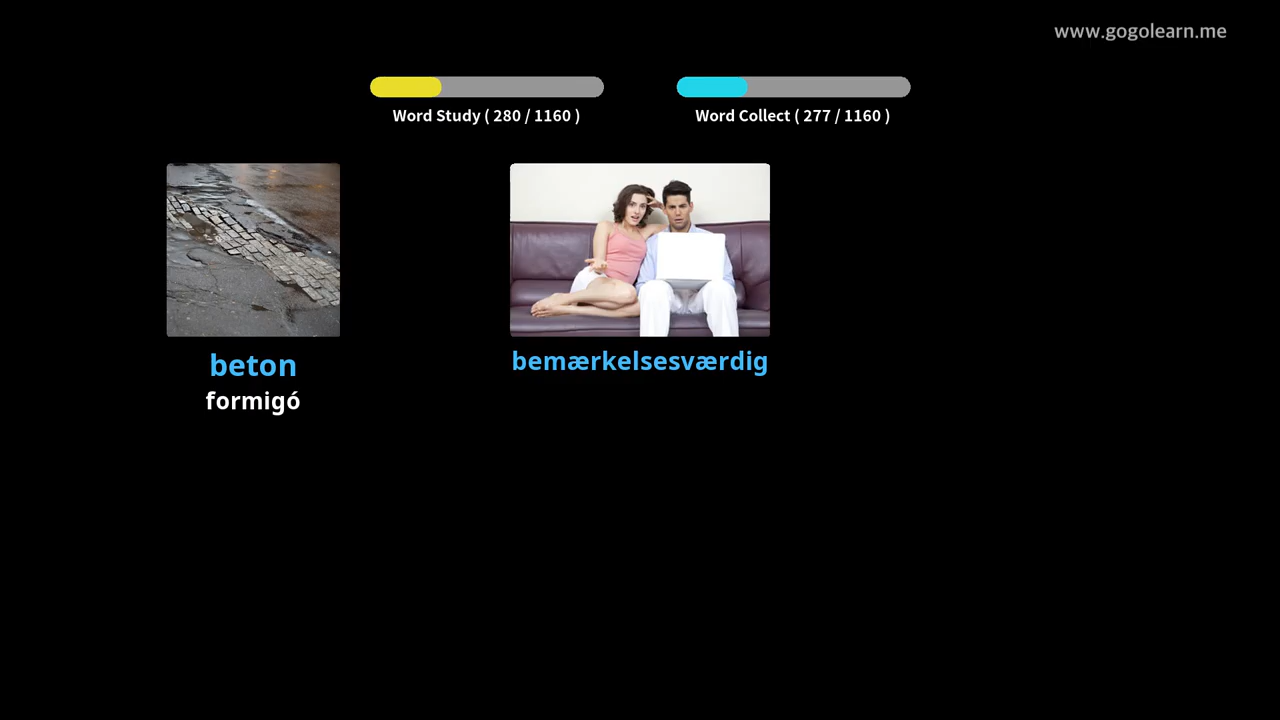 www.gogolearn.me
Word Study ( 280 / 1160 )
Word Collect ( 277 / 1160 )
beton
formigó
bemærkelsesværdig